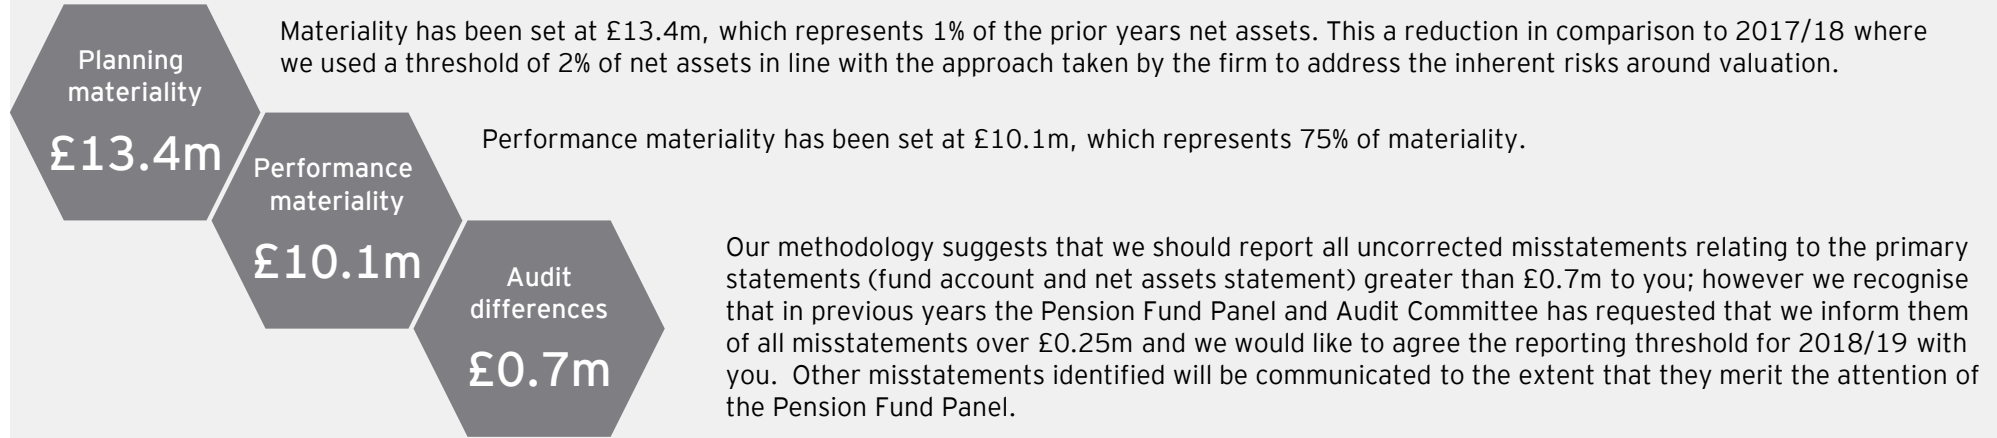 Planning
materiality
£13.4m
Materiality has been set at £13.4m, which represents 1% of the prior years net assets. This a reduction in comparison to 2017/18 where
we used a threshold of 2% of net assets in line with the approach taken by the firm to address the inherent risks around valuation.
Performance
materiality
£10.1m
Performance materiality has been set at £10.1m, which represents 75% of materiality.
Audit
differences
£0.7m
Our methodology suggests that we should report all uncorrected misstatements relating to the primary
statements (fund account and net assets statement) greater than £0.7m to you; however we recognise
that in previous years the Pension Fund Panel and Audit Committee has requested that we inform them
of all misstatements over £0.25m and we would like to agree the reporting threshold for 2018/19 with
you.  Other misstatements identified will be communicated to the extent that they merit the attention of
the Pension Fund Panel.